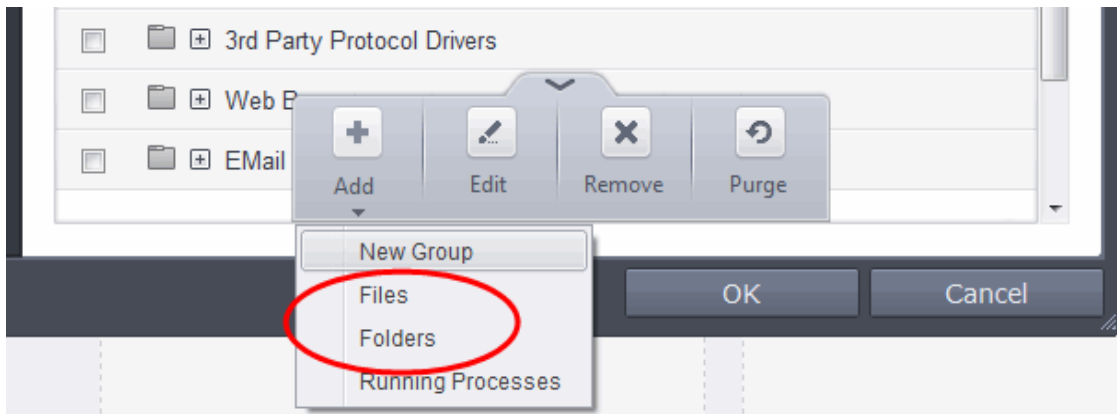 3rd Party Protocol Drivers
Web B
EMail
Add
Edit
Remove
Purge
New Group
Files
Folders
Running Processes
OK
Cancel